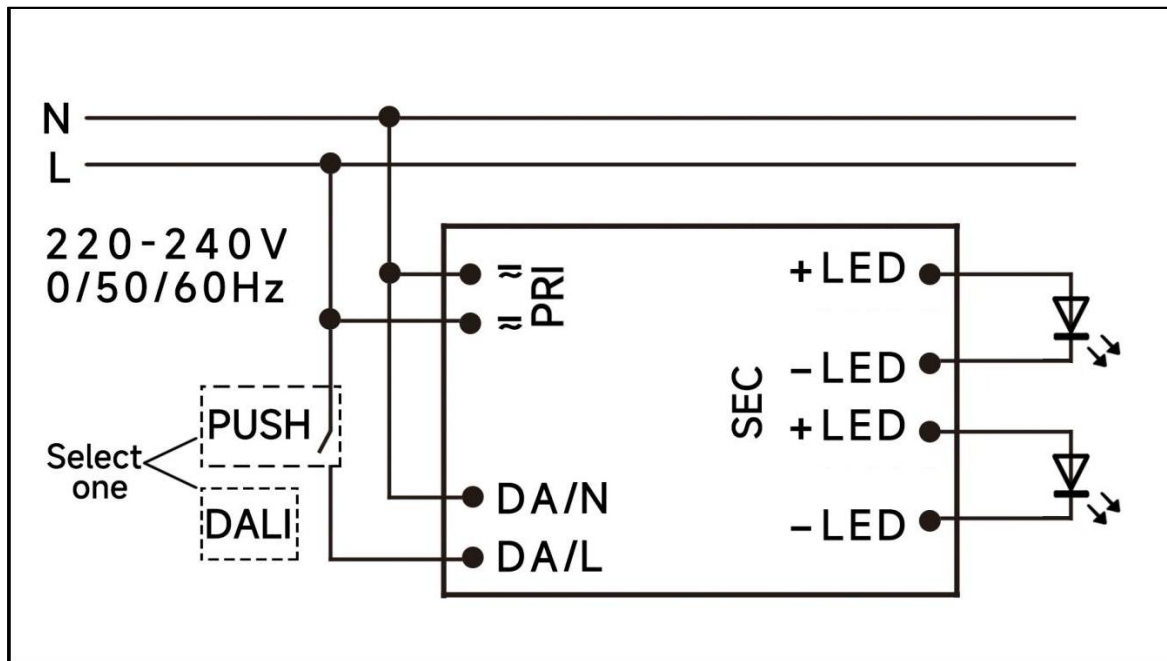 N
L
220-240V
0/50/60Hz
PUSH
Select
one
DALI
PRI
DA/N
DA/L
SEC
+LED
-LED
+LED
-LED